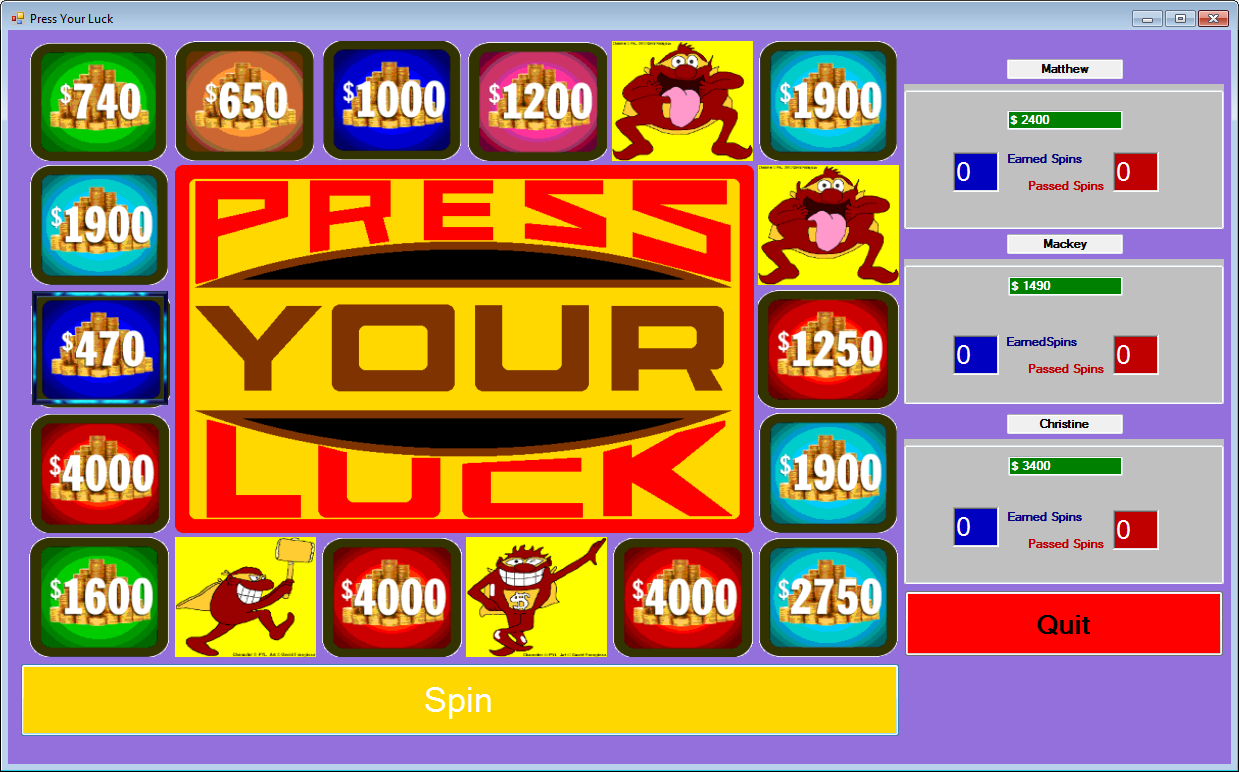 Press Your Luck
$740
$650
$1000
$1200
$1900
Matthew
$ 2400
0
Earned Spins
Passed Spins
0
$1900
PRESS
YOUR
LUCK
Mackey
$ 1490
0
EarnedSpins
Passed Spins
0
$470
$1250
$4000
$1900
Christine
$ 3400
0
Earned Spins
Passed Spins
0
$1600
$4000
$
$4000
$2750
Quit
Spin